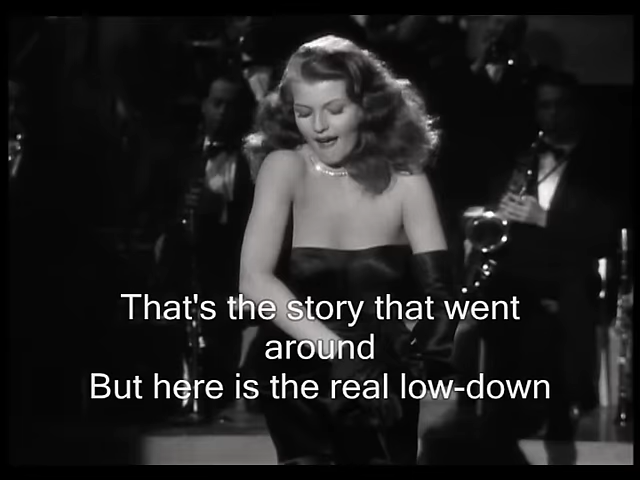 That's the story that went
around
But here is the real low-down